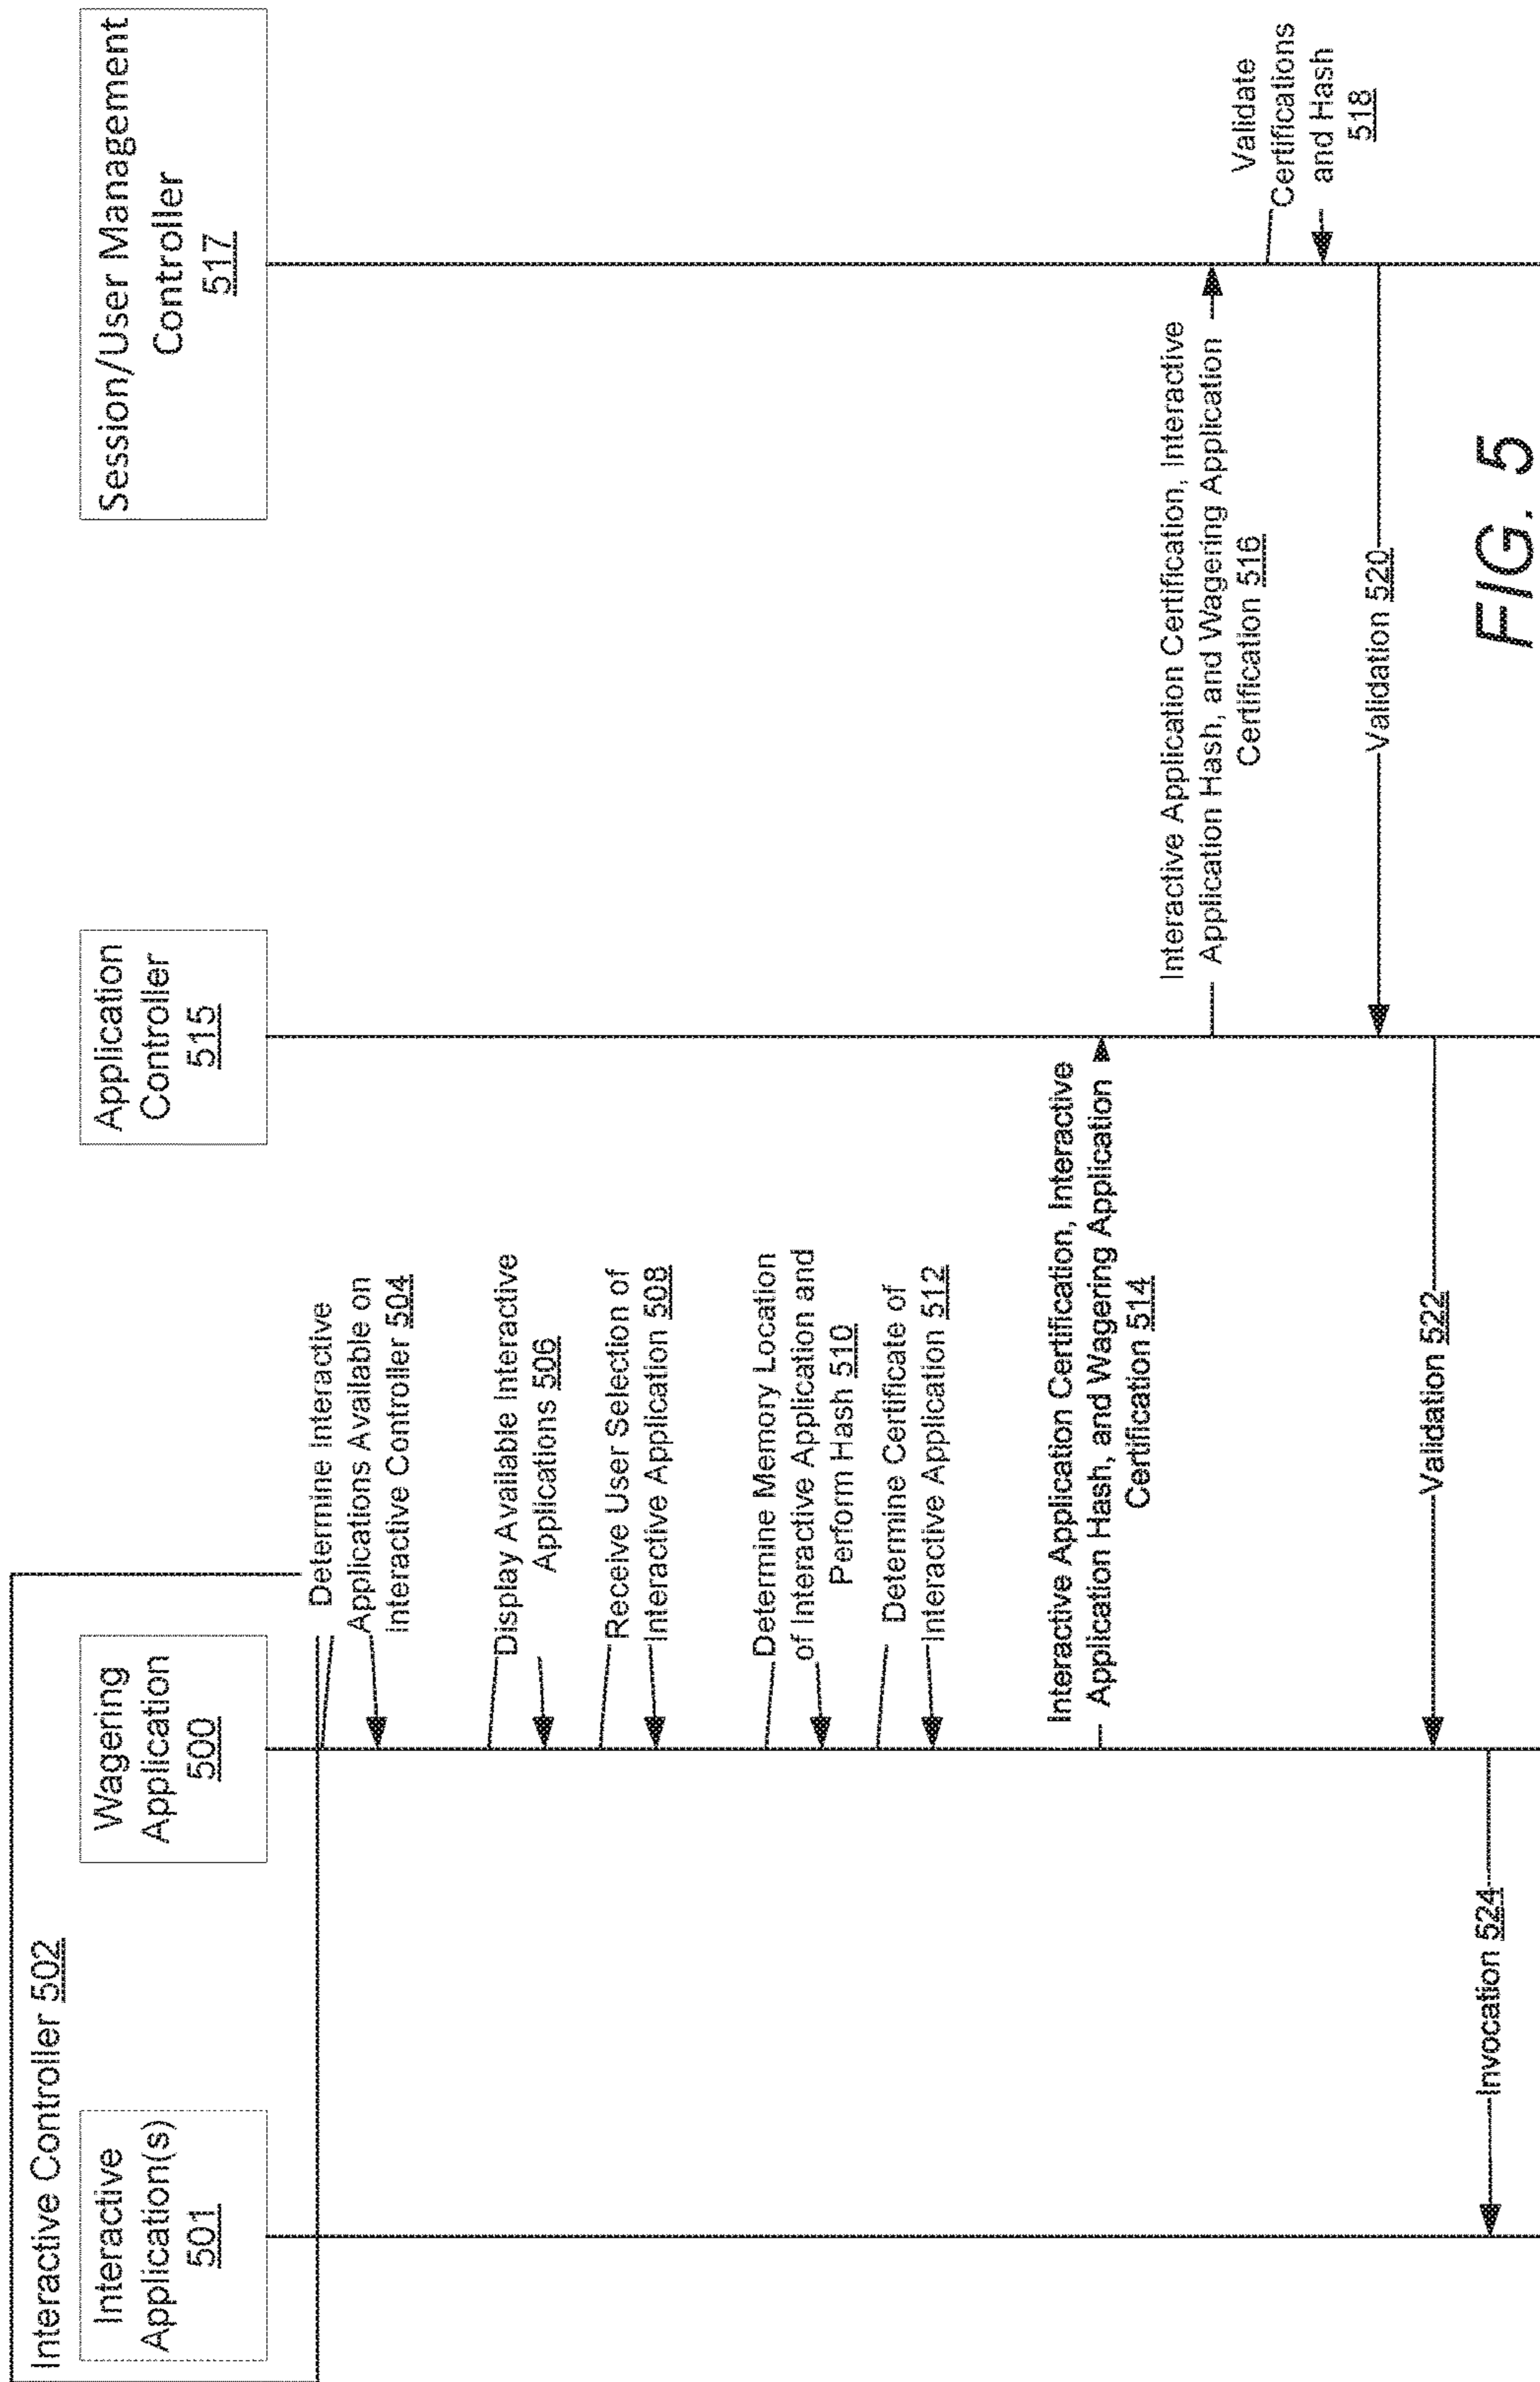 Interactive Controller 502
Interactive
Application(s)
501
Wagering
Application
500
Application
Controller
515
Session/User Management
Controller
517
Determine Interactive
Applications Available on
Interactive Controller 504
Display Available Interactive
Applications 506
Receive User Selection of
Interactive Application 508
Determine Memory Location
of Interactive Application and
Perform Hash 510
Determine Certificate of
Interactive Application 512
Interactive Application Certification, Interactive
Application Hash, and Wagering Application
Certification 514
Interactive Application Certification, Interactive
Application Hash, and Wagering Application
Certification 516
Validate
Certifications
and Hash
518
Validation 520
Validation 522
Invocation 524
FIG. 5